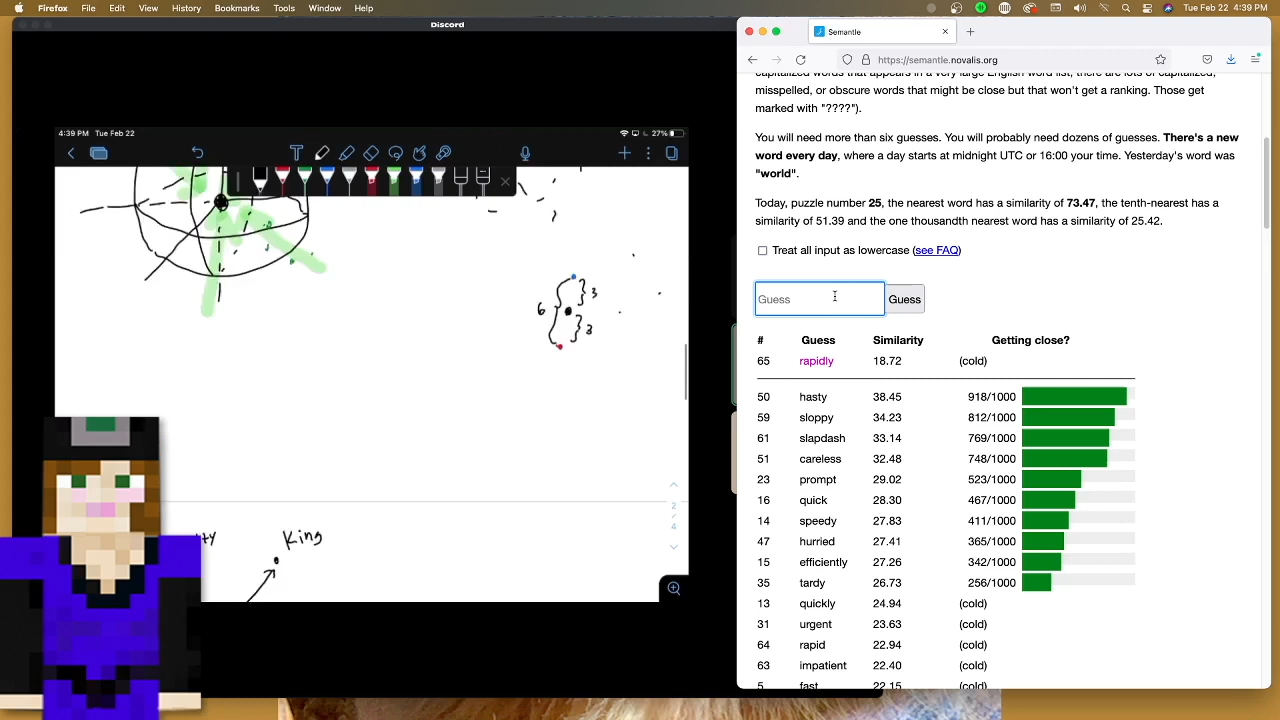 Firefox File Edit View History Bookmarks Tools Window Help
Tue Feb 22 4:39 PM
Discord
4:39 PM Tue Feb 22
27%
T
6
3
3
2
/
4
ty
King
Semantle
https://semantle.novalis.org
capitalized words that appears in a very large English word list, there are lots of capitalized,
misspelled, or obscure words that might be close but that won't get a ranking. Those get
marked with "????").
You will need more than six guesses. You will probably need dozens of guesses. There's a new
word every day, where a day starts at midnight UTC or 16:00 your time. Yesterday's word was
"world".
Today, puzzle number 25, the nearest word has a similarity of 73.47, the tenth-nearest has a
similarity of 51.39 and the one thousandth nearest word has a similarity of 25.42.
Treat all input as lowercase (see FAQ)
Guess Guess
# Guess Similarity Getting close?
65 rapidly 18.72 (cold)
50 hasty 38.45 918/1000
59 sloppy 34.23 812/1000
61 slapdash 33.14 769/1000
51 careless 32.48 748/1000
23 prompt 29.02 523/1000
16 quick 28.30 467/1000
14 speedy 27.83 411/1000
47 hurried 27.41 365/1000
15 efficiently 27.26 342/1000
35 tardy 26.73 256/1000
13 quickly 24.94 (cold)
31 urgent 23.63 (cold)
64 rapid 22.94 (cold)
63 impatient 22.40 (cold)
5 fast 22.15 (cold)